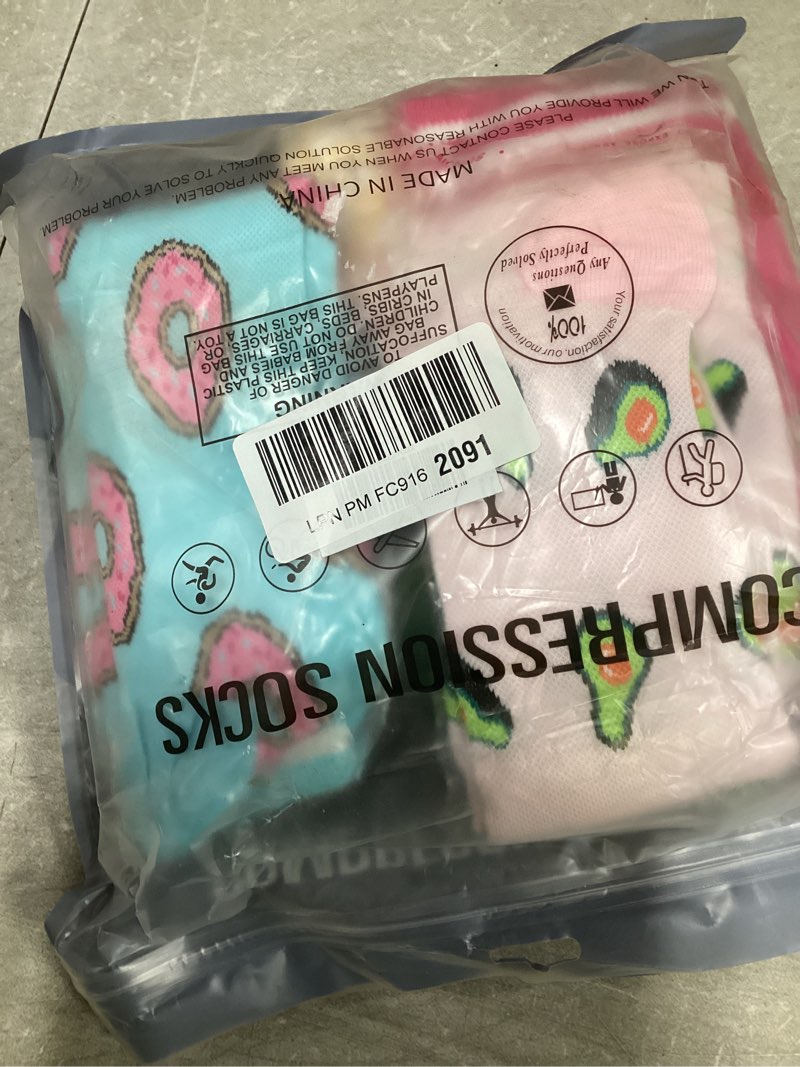 COMPRESSION SOCKS
LPN PM FC916 2091
WARNING
TO AVOID DANGER OF
SUFFOCATION, KEEP THIS PLASTIC
BAG AWAY FROM BABIES AND
CHILDREN. DO NOT USE THIS BAG
IN CRIBS, BEDS, CARRIAGES, OR
PLAYPENS. THIS BAG IS NOT A TOY.
Your satisfaction, our motivation
100%
Any Questions
Perfectly Solved
MADE IN CHINA
PLEASE CONTACT US WHEN YOU MEET ANY PROBLEM.
WE WILL PROVIDE YOU WITH REASONABLE SOLUTION QUICKLY TO SOLVE YOUR PROBLEM